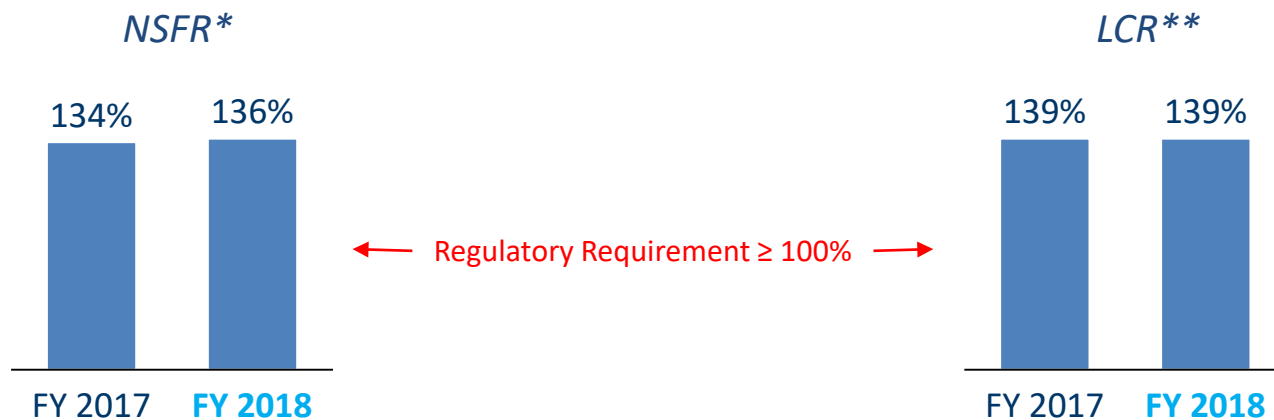 NSFR*
LCR**
134%
136%
139%
139%
Regulatory Requirement ≥ 100%
FY 2017
FY 2018
FY 2017
FY 2018